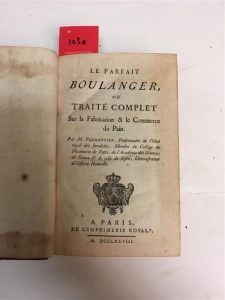 103a
LE PARFAIT
BOULANGER,
OU
TRAITÉ COMPLET
Sur la Fabrication & le Commerce
du Pain.
Par M. PARMENTIER, Pensionnaire de l'Hôtel
royal des Invalides, Membre du Collége de
Pharmacie de Paris, de l'Académie des Sciences
de Rouen & de celle de Lyon, Démonstrateur
d'Histoire Naturelle.
A PARIS,
DE L'IMPRIMERIE ROYALE.
M. DCCLXXVIII.